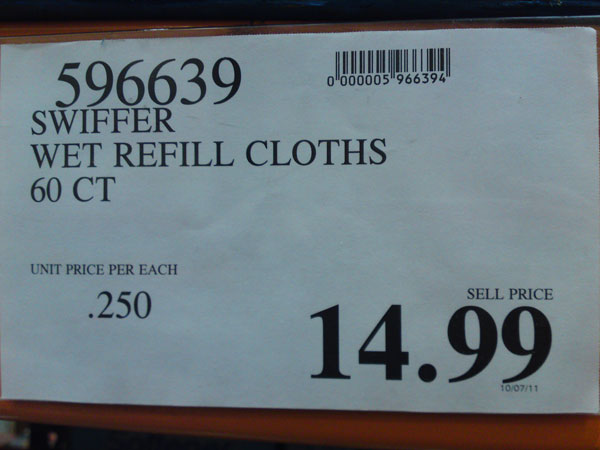 596639
0 000005 966394
SWIFFER
WET REFILL CLOTHS
60 CT
UNIT PRICE PER EACH
.250
SELL PRICE
14.99
10/07/11